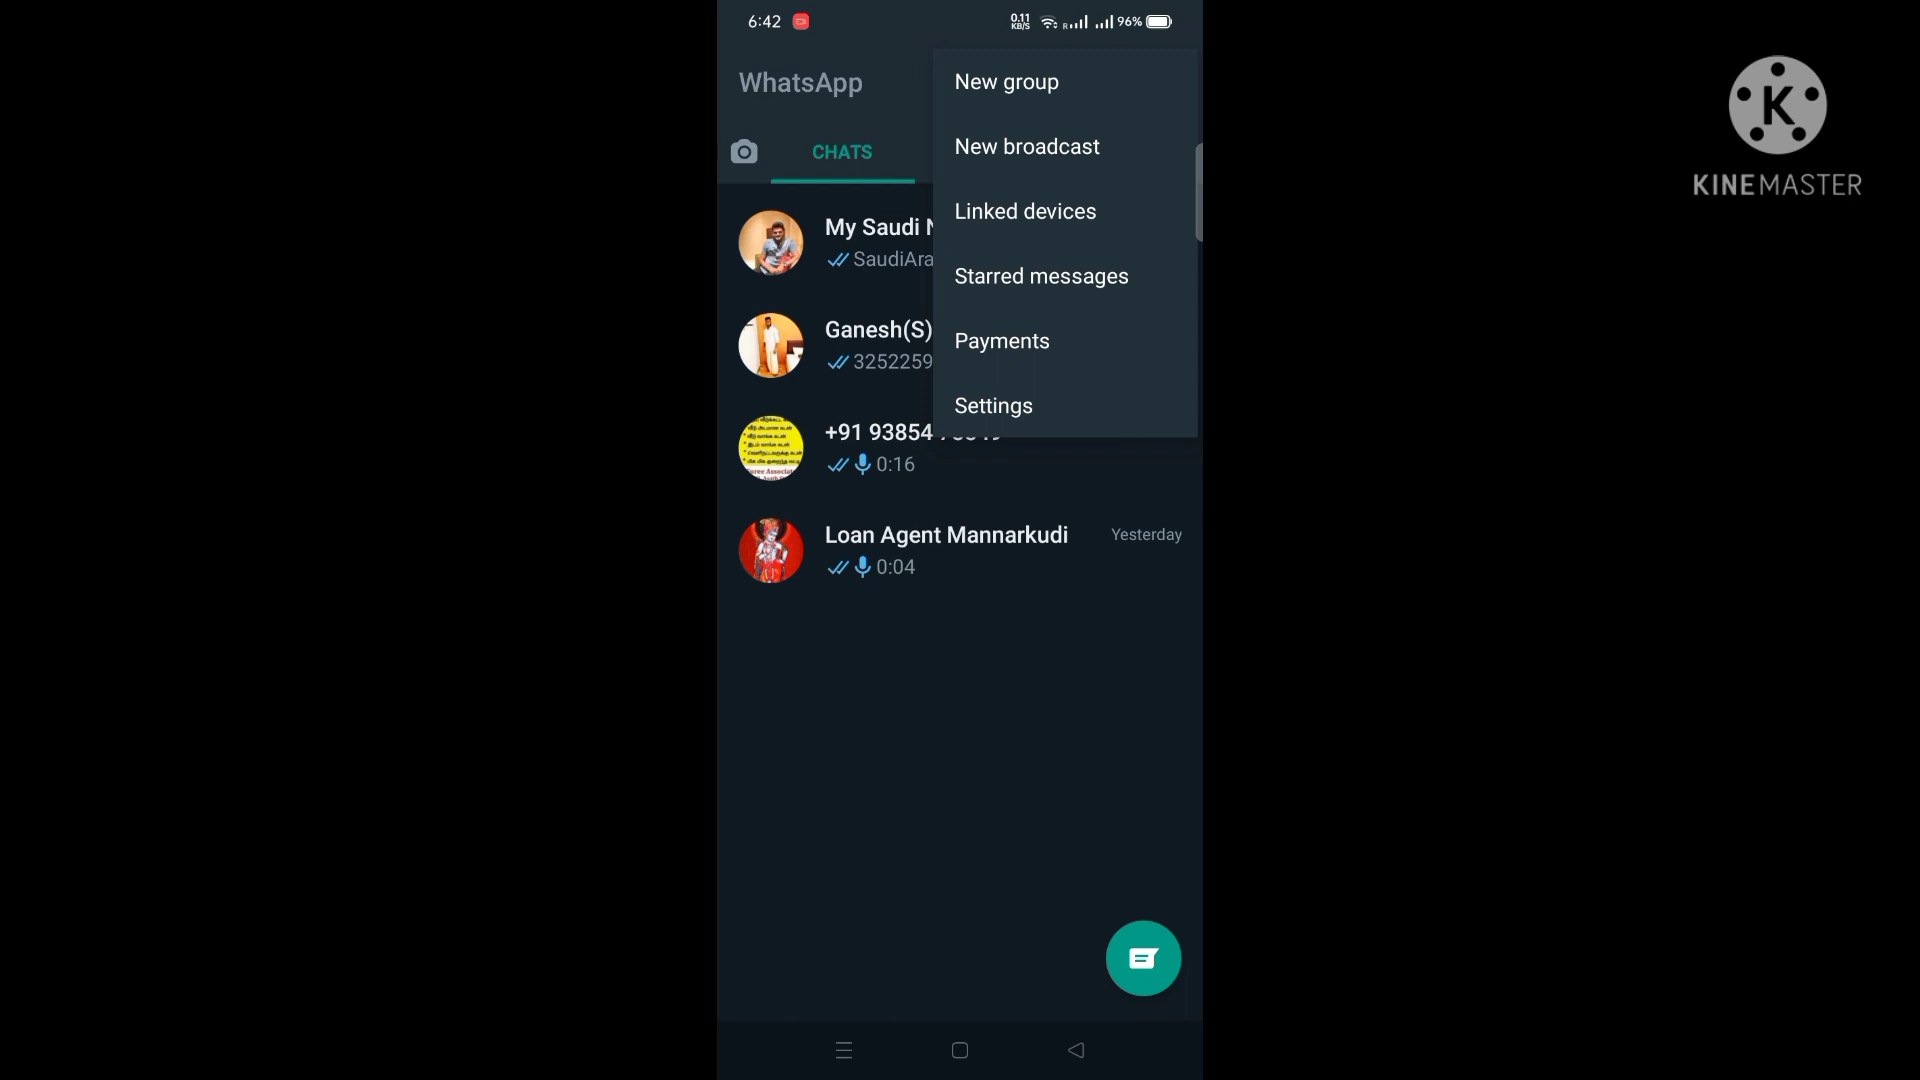 6:42
0.11
KB/S
R
96%
WhatsApp
New group
New broadcast
Linked devices
Starred messages
Payments
Settings
CHATS
My Saudi
SaudiAra
Ganesh(S)
3252259
+91 93854
0:16
Loan Agent Mannarkudi
Yesterday
0:04
K
KINEMASTER